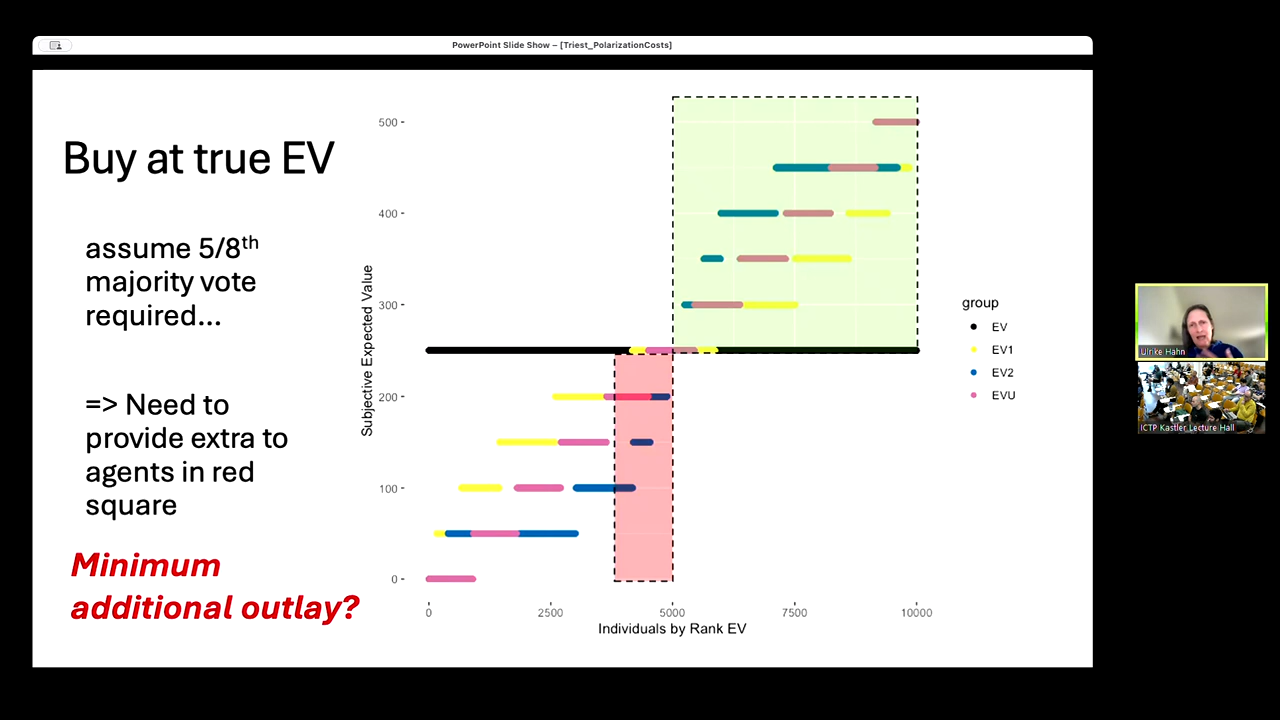 PowerPoint Slide Show – [Triest_PolarizationCosts]
Buy at true EV
assume 5/8th
majority vote
required...
=> Need to
provide extra to
agents in red
square
Minimum
additional outlay?
Subjective Expected Value
500
400
300
200
100
0
0
2500
5000
7500
10000
Individuals by Rank EV
group
EV
EV1
EV2
EVU
Ulrike Hahn
ICTP Kastler Lecture Hall